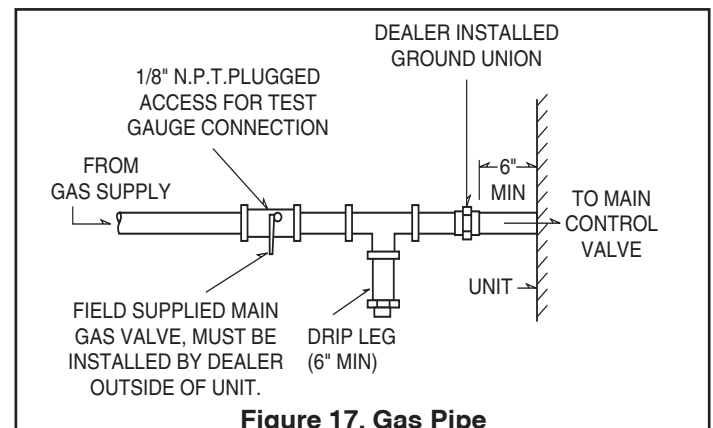 DEALER INSTALLED
GROUND UNION
1/8" N.P.T.PLUGGED
ACCESS FOR TEST
GAUGE CONNECTION
FROM
GAS SUPPLY
6"
MIN
TO MAIN
CONTROL
VALVE
UNIT
FIELD SUPPLIED MAIN
GAS VALVE, MUST BE
INSTALLED BY DEALER
OUTSIDE OF UNIT.
DRIP LEG
(6" MIN)
Figure 17. Gas Pipe